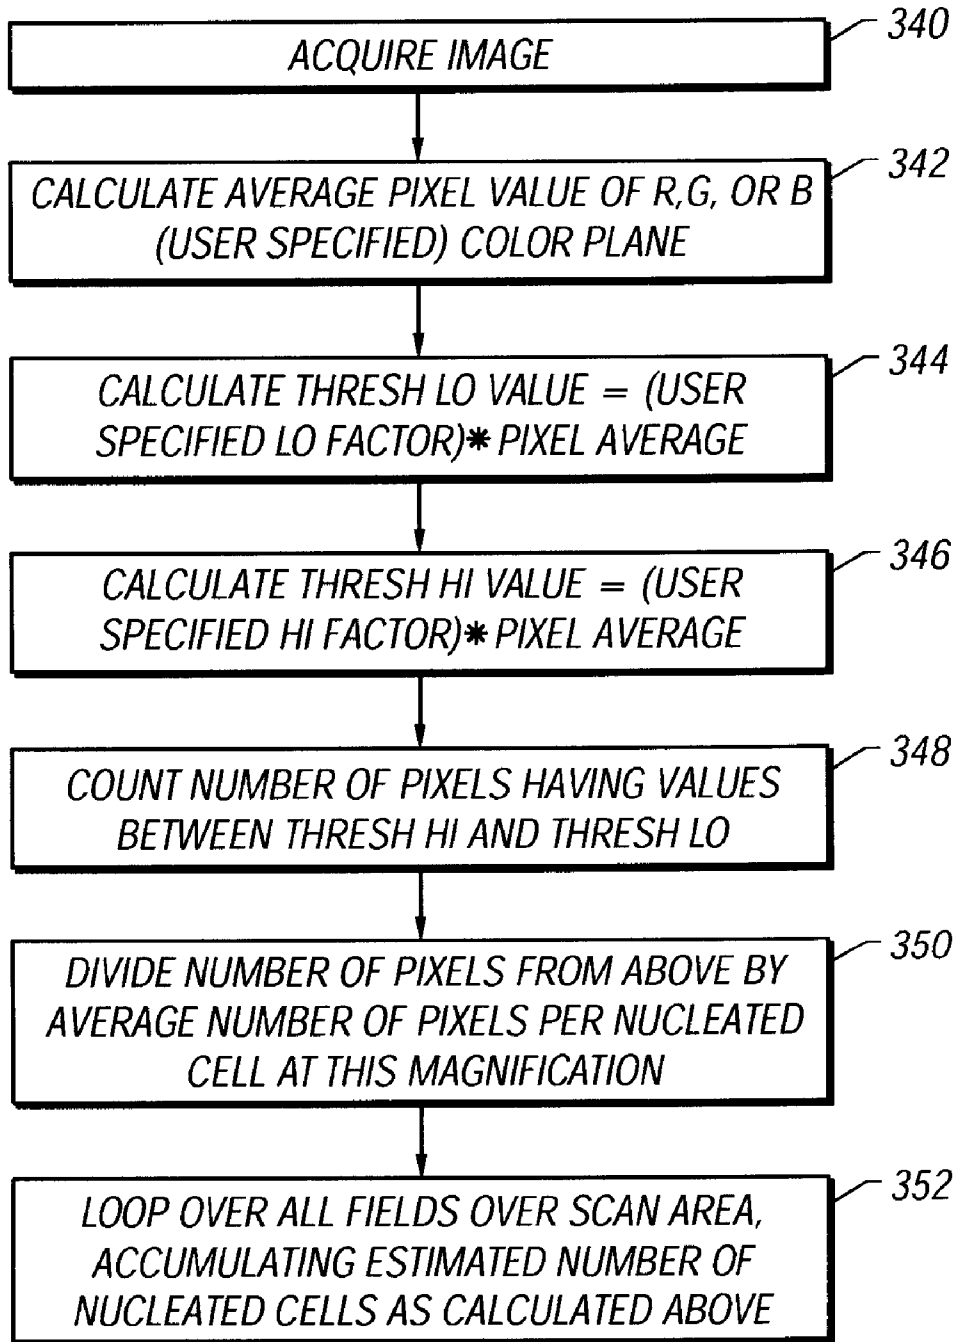 340
ACQUIRE IMAGE
342
CALCULATE AVERAGE PIXEL VALUE OF R,G, OR B
(USER SPECIFIED) COLOR PLANE
344
CALCULATE THRESH LO VALUE = (USER
SPECIFIED LO FACTOR)* PIXEL AVERAGE
346
CALCULATE THRESH HI VALUE = (USER
SPECIFIED HI FACTOR)* PIXEL AVERAGE
348
COUNT NUMBER OF PIXELS HAVING VALUES
BETWEEN THRESH HI AND THRESH LO
350
DIVIDE NUMBER OF PIXELS FROM ABOVE BY
AVERAGE NUMBER OF PIXELS PER NUCLEATED
CELL AT THIS MAGNIFICATION
352
LOOP OVER ALL FIELDS OVER SCAN AREA,
ACCUMULATING ESTIMATED NUMBER OF
NUCLEATED CELLS AS CALCULATED ABOVE